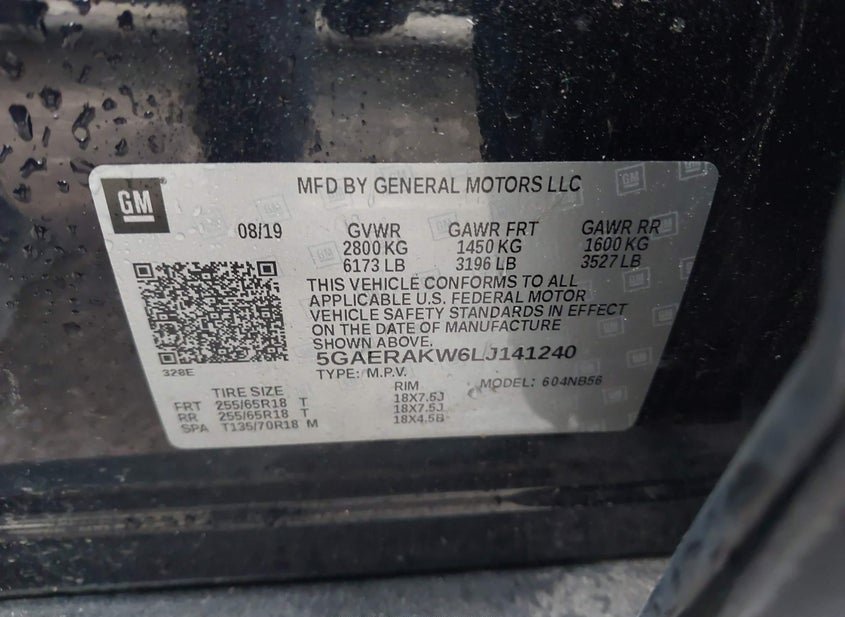 GM
MFD BY GENERAL MOTORS LLC
08/19 GVWR GAWR FRT GAWR RR
2800 KG 1450 KG 1600 KG
6173 LB 3196 LB 3527 LB
THIS VEHICLE CONFORMS TO ALL
APPLICABLE U.S. FEDERAL MOTOR
VEHICLE SAFETY STANDARDS IN EFFECT
ON THE DATE OF MANUFACTURE
SHOWN ABOVE.
328E
5GAERAKW6LJ141240
TYPE: M.P.V. MODEL: 604NB56
TIRE SIZE RIM
FRT 255/65R18 T 18X7.5J
RR 255/65R18 T 18X7.5J
SPA T135/70R18 M 18X4.5B